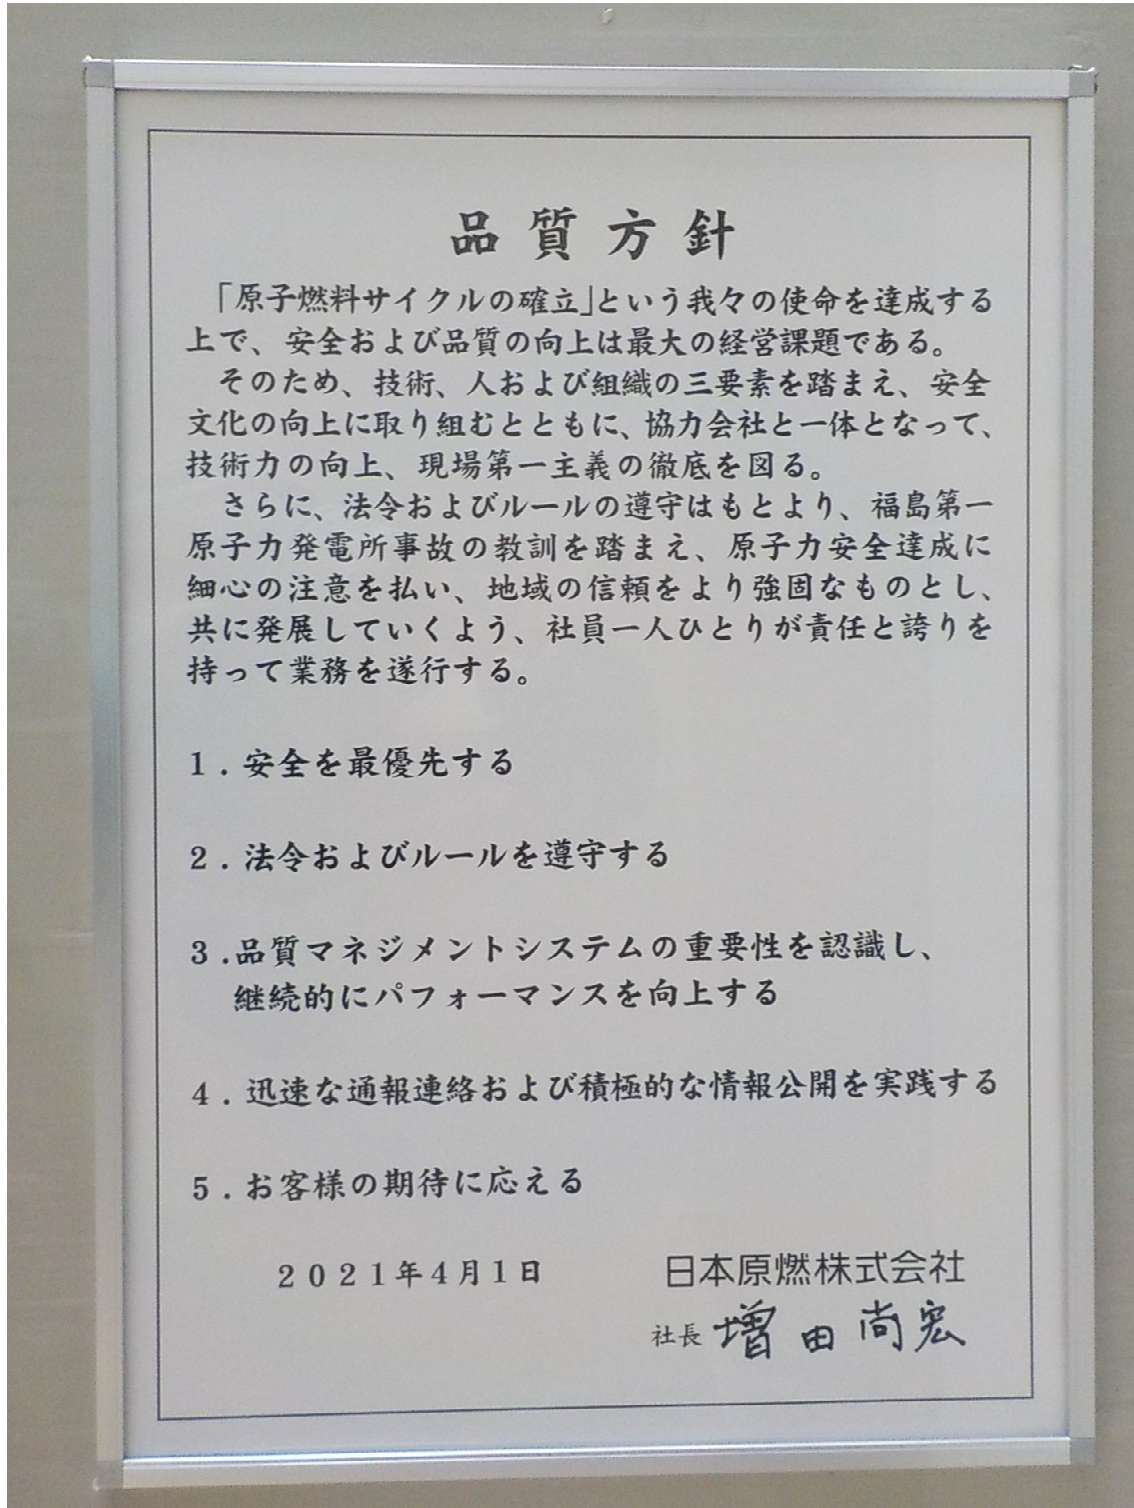 品質方針
「原子燃料サイクルの確立」という我々の使命を達成する
上で、安全および品質の向上は最大の経営課題である。
そのため、技術、人および組織の三要素を踏まえ、安全
文化の向上に取り組むとともに、協力会社と一体となって、
技術力の向上、現場第一主義の徹底を図る。
さらに、法令およびルールの遵守はもとより、福島第一
原子力発電所事故の教訓を踏まえ、原子力安全達成に
細心の注意を払い、地域の信頼をより強固なものとし、
共に発展していくよう、社員一人ひとりが責任と誇りを
持って業務を遂行する。
1．安全を最優先する
2．法令およびルールを遵守する
3．品質マネジメントシステムの重要性を認識し、
継続的にパフォーマンスを向上する
4．迅速な通報連絡および積極的な情報公開を実践する
5．お客様の期待に応える
2021年4月1日
日本原燃株式会社
社長 増田尚宏